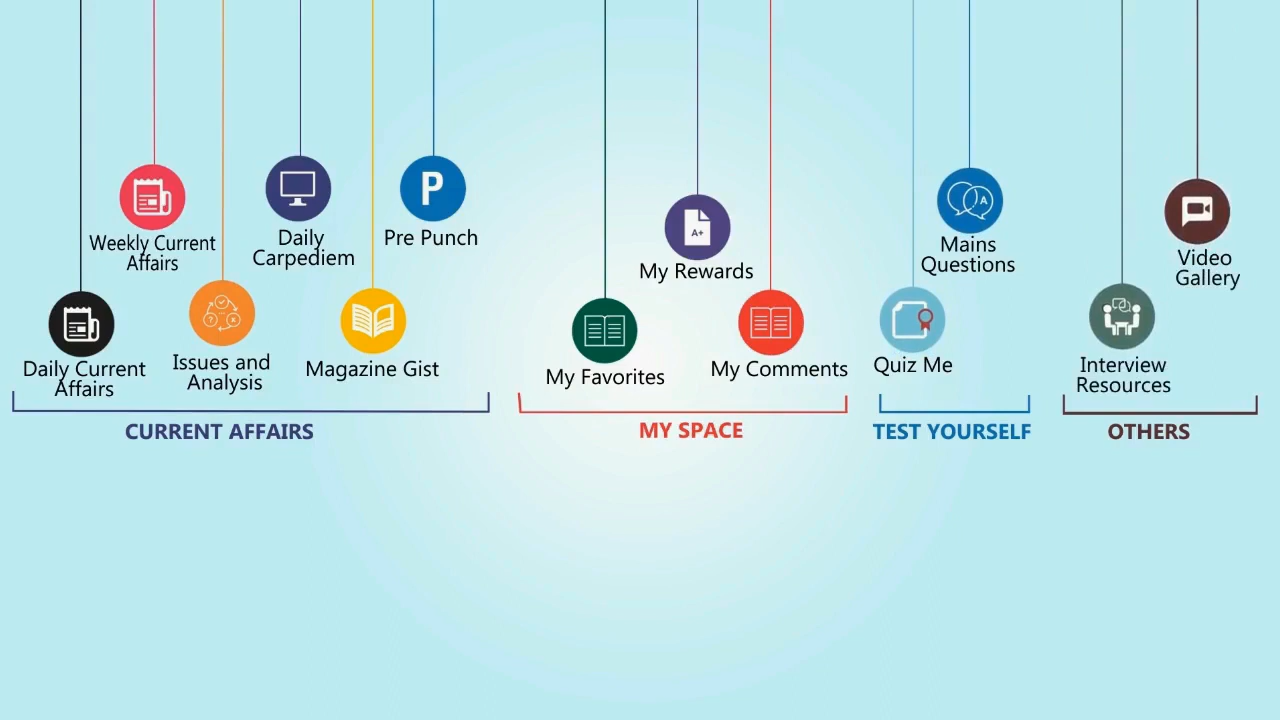 Weekly Current
Affairs
Daily
Carpediem
P
Pre Punch
Daily Current
Affairs
Issues and
Analysis
Magazine Gist
CURRENT AFFAIRS
A+
My Rewards
My Favorites
My Comments
MY SPACE
A
Mains
Questions
Quiz Me
TEST YOURSELF
Video
Gallery
Interview
Resources
OTHERS